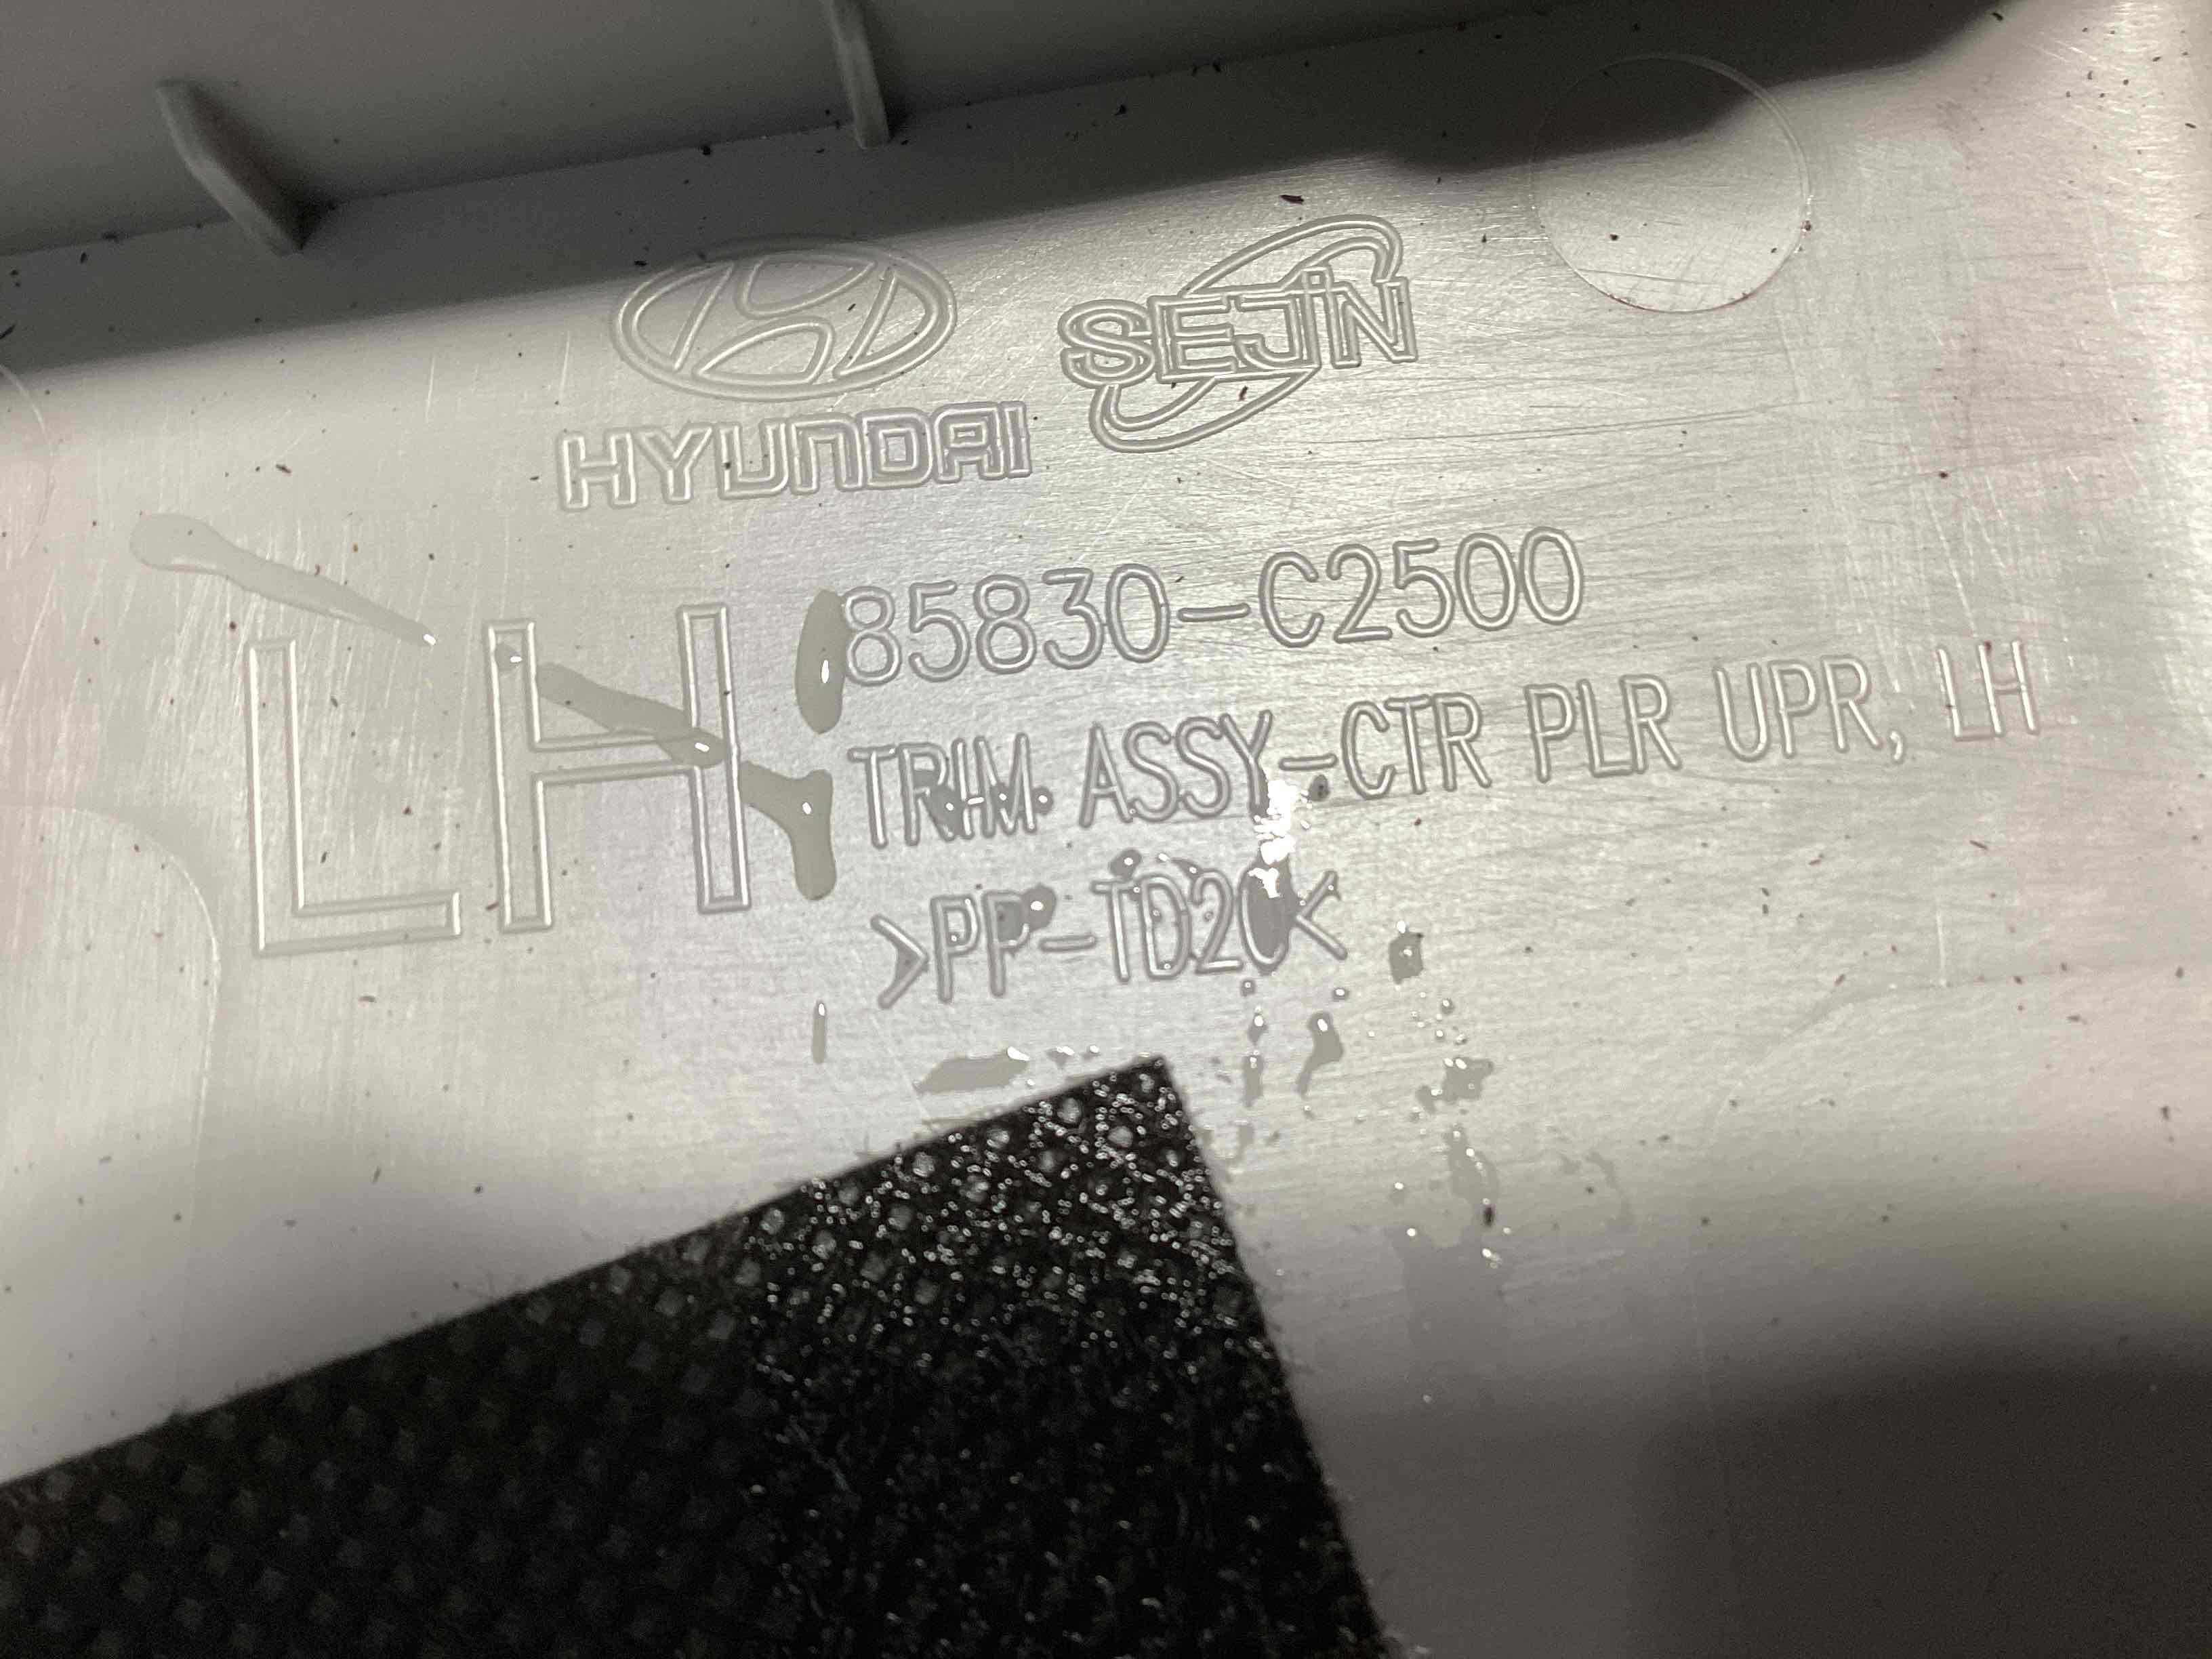 HYUNDAI
SEJIN
LH
85830-C2500
TRIM ASSY-CTR PLR UPR, LH
>PP-TD20<